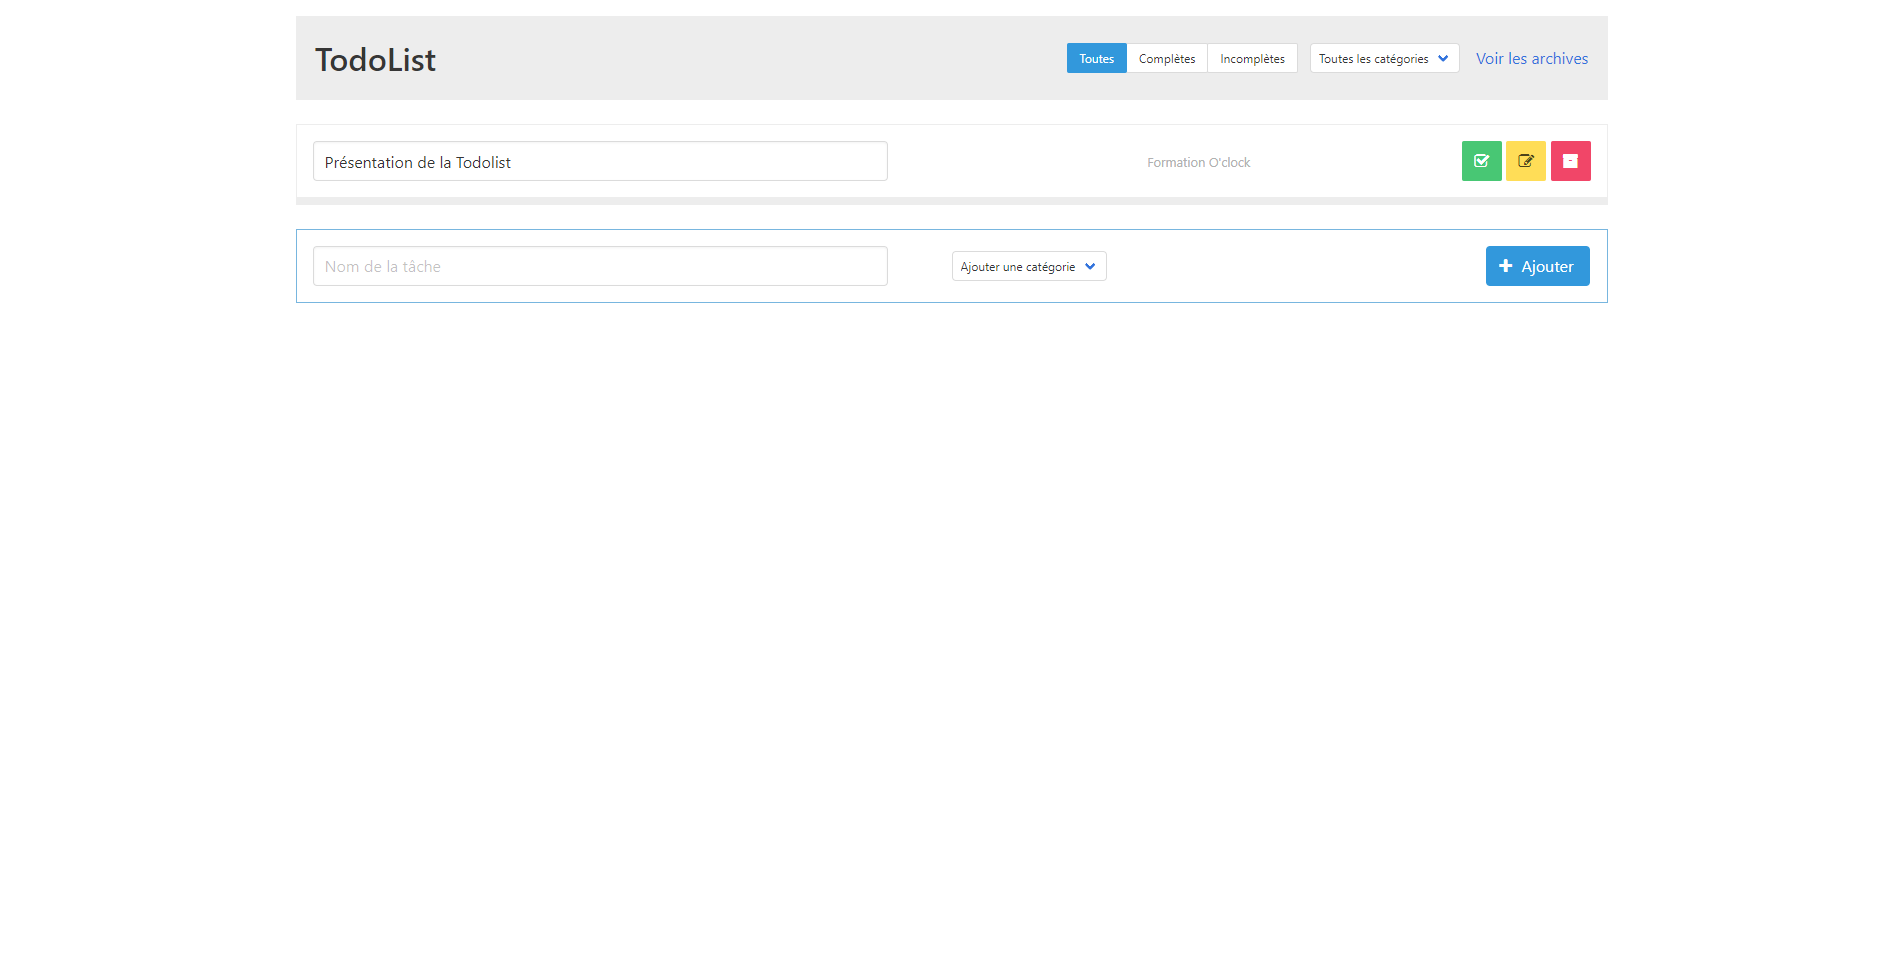 TodoList
Toutes Complètes Incomplètes Toutes les catégories Voir les archives
Présentation de la Todolist Formation O'clock
Nom de la tâche Ajouter une catégorie Ajouter